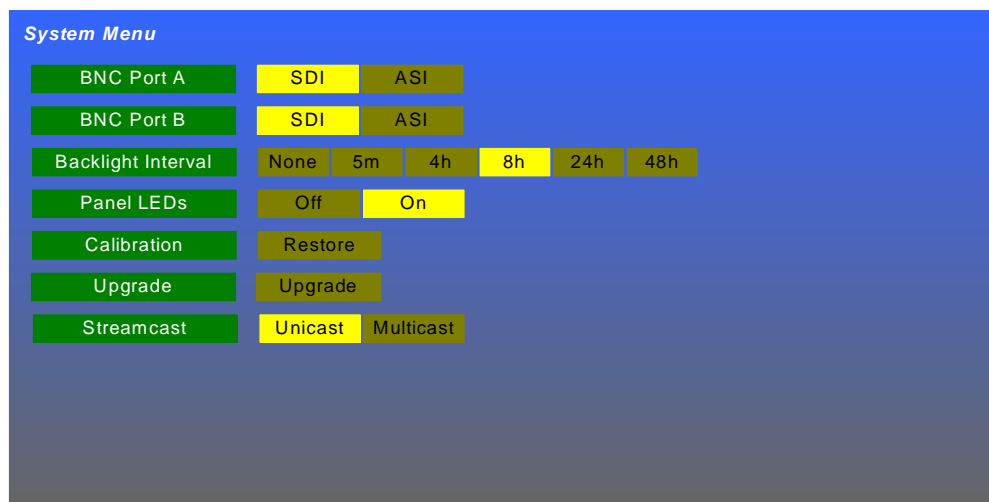 System Menu
BNC Port A SDI ASI
BNC Port B SDI ASI
Backlight Interval None 5m 4h 8h 24h 48h
Panel LEDs Off On
Calibration Restore
Upgrade Upgrade
Streamcast Unicast Multicast